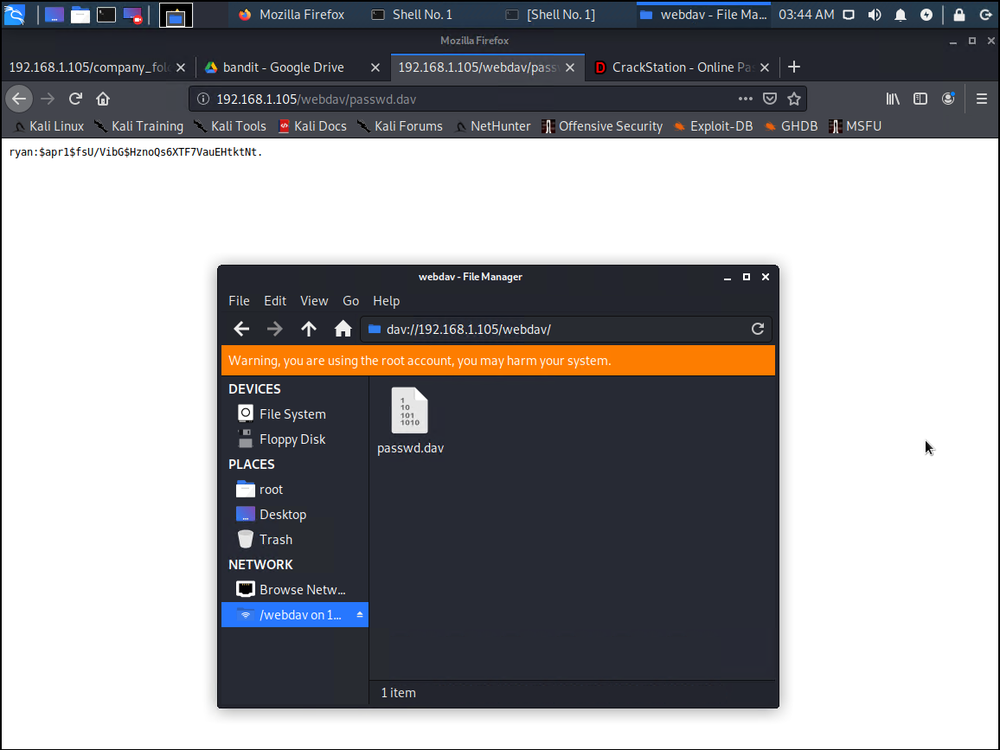 Mozilla Firefox
Shell No. 1
[Shell No. 1]
webdav - File Ma...
03:44 AM
Mozilla Firefox
192.168.1.105/company_fol
bandit - Google Drive
192.168.1.105/webdav/pass
CrackStation - Online Pa
192.168.1.105/webdav/passwd.dav
Kali Linux
Kali Training
Kali Tools
Kali Docs
Kali Forums
NetHunter
Offensive Security
Exploit-DB
GHDB
MSFU
ryan:$apr1$fsU/VibG$HznoQs6XTF7VauEHtktNt.
webdav - File Manager
File Edit View Go Help
dav://192.168.1.105/webdav/
Warning, you are using the root account, you may harm your system.
DEVICES
File System
Floppy Disk
PLACES
root
Desktop
Trash
NETWORK
Browse Netw...
/webdav on 1...
1
10
101
1010
passwd.dav
1 item